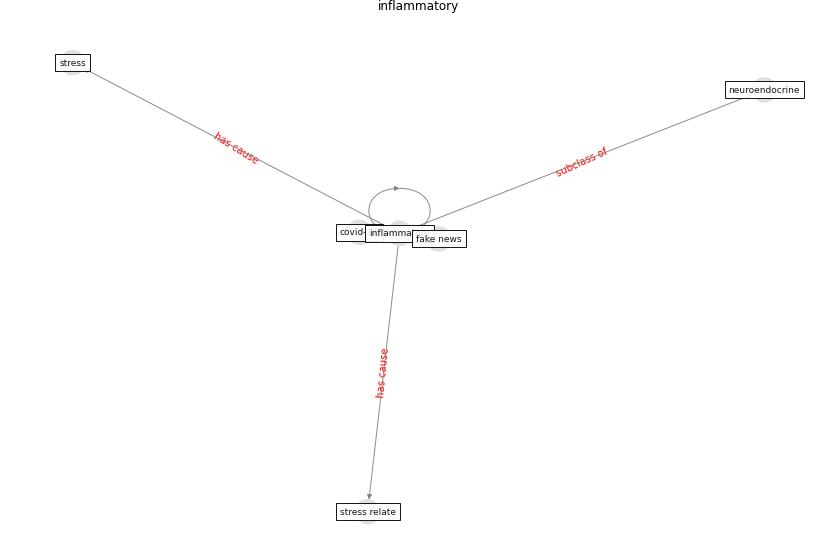 inflammatory
stress
neuroendocrine
has cause
subclass of
covid-
inflamma
fake news
has cause
stress relate